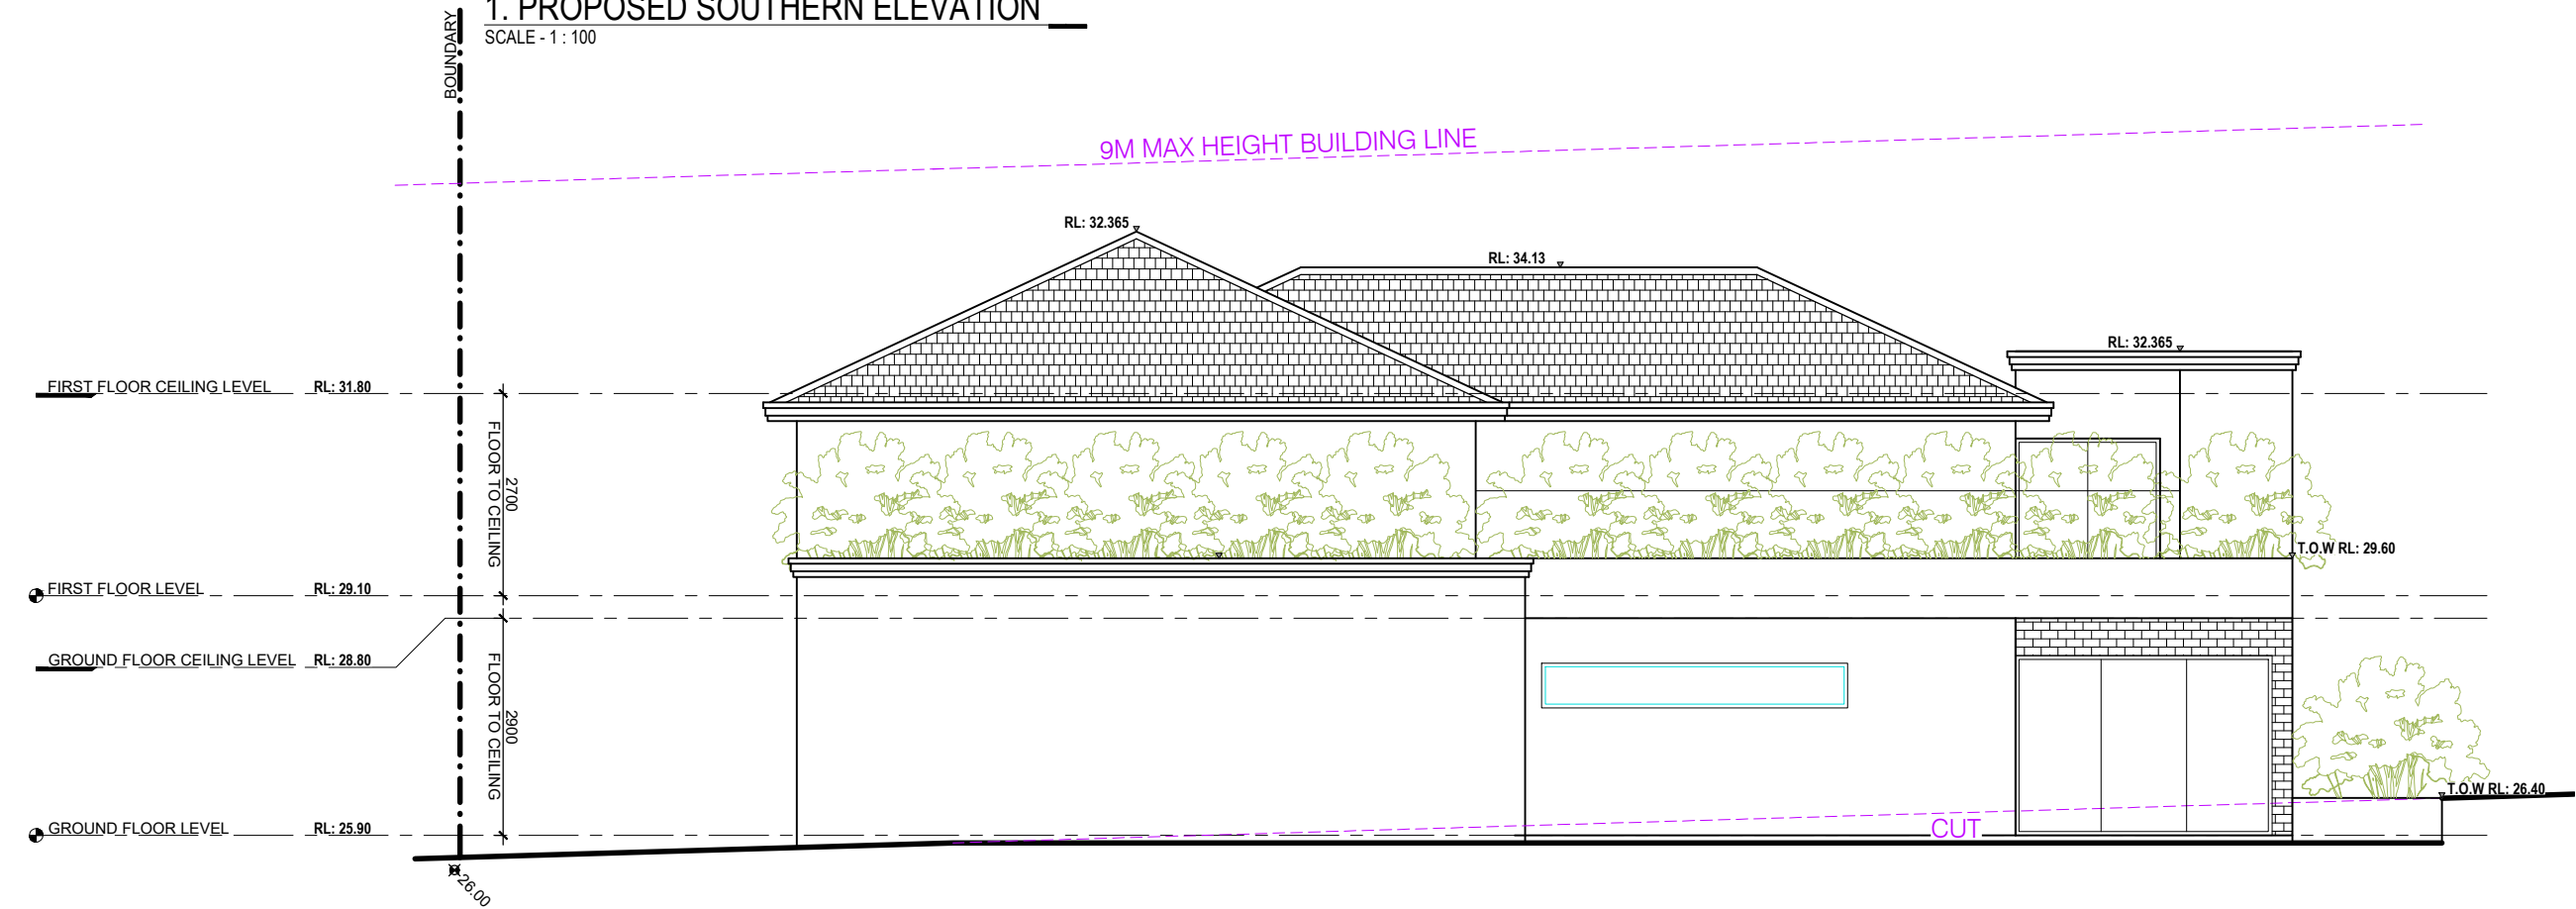 1. PROPOSED SOUTHERN ELEVATION
SCALE - 1 : 100
BOUNDARY
9M MAX HEIGHT BUILDING LINE
RL: 32.365
RL: 34.13
RL: 32.365
FIRST FLOOR CEILING LEVEL RL: 31.80
2700
FLOOR TO CEILING
T.O.W RL: 29.60
FIRST FLOOR LEVEL RL: 29.10
GROUND FLOOR CEILING LEVEL RL: 28.80
2900
FLOOR TO CEILING
T.O.W RL: 26.40
GROUND FLOOR LEVEL RL: 25.90
CUT
26.00